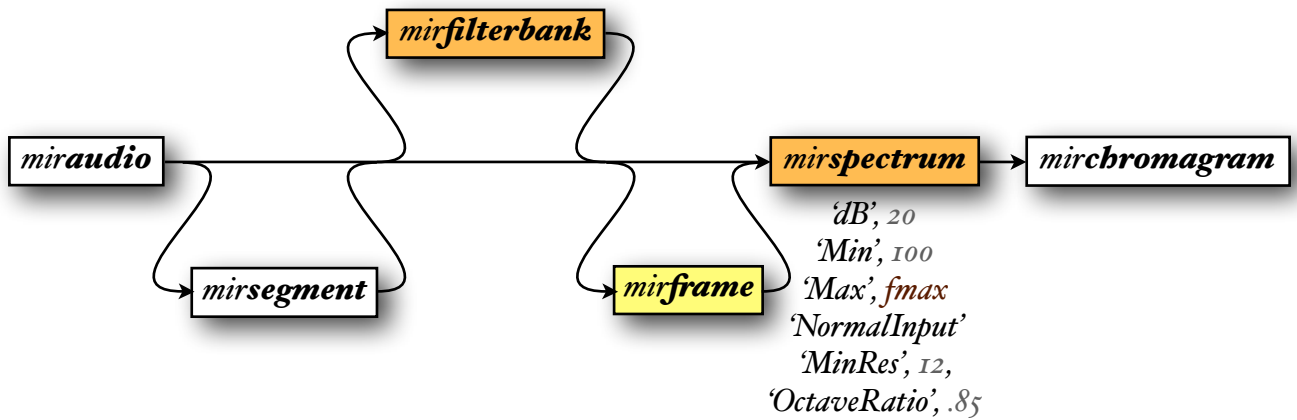 mirfilterbank
miraudio
mirspectrum
mirchromagram
mirsegment
mirframe
‘dB’, 20
‘Min’, 100
‘Max’, fmax
‘NormalInput’
‘MinRes’, 12,
‘OctaveRatio’, .85